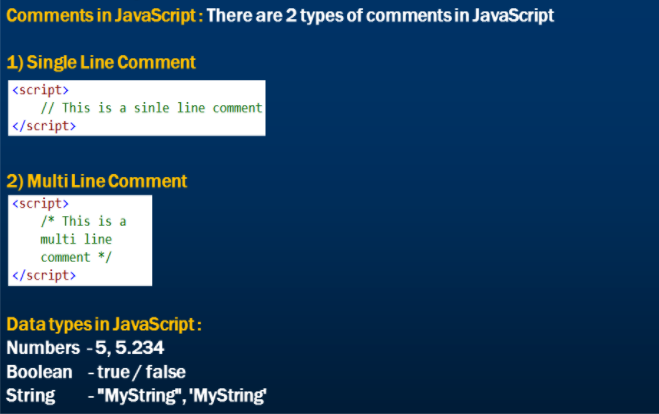 Comments in JavaScript : There are 2 types of comments in JavaScript
1) Single Line Comment
<script>
// This is a sinle line comment
</script>
2) Multi Line Comment
<script>
/* This is a
multi line
comment */
</script>
Data types in JavaScript :
Numbers - 5, 5.234
Boolean - true / false
String - "MyString", 'MyString'